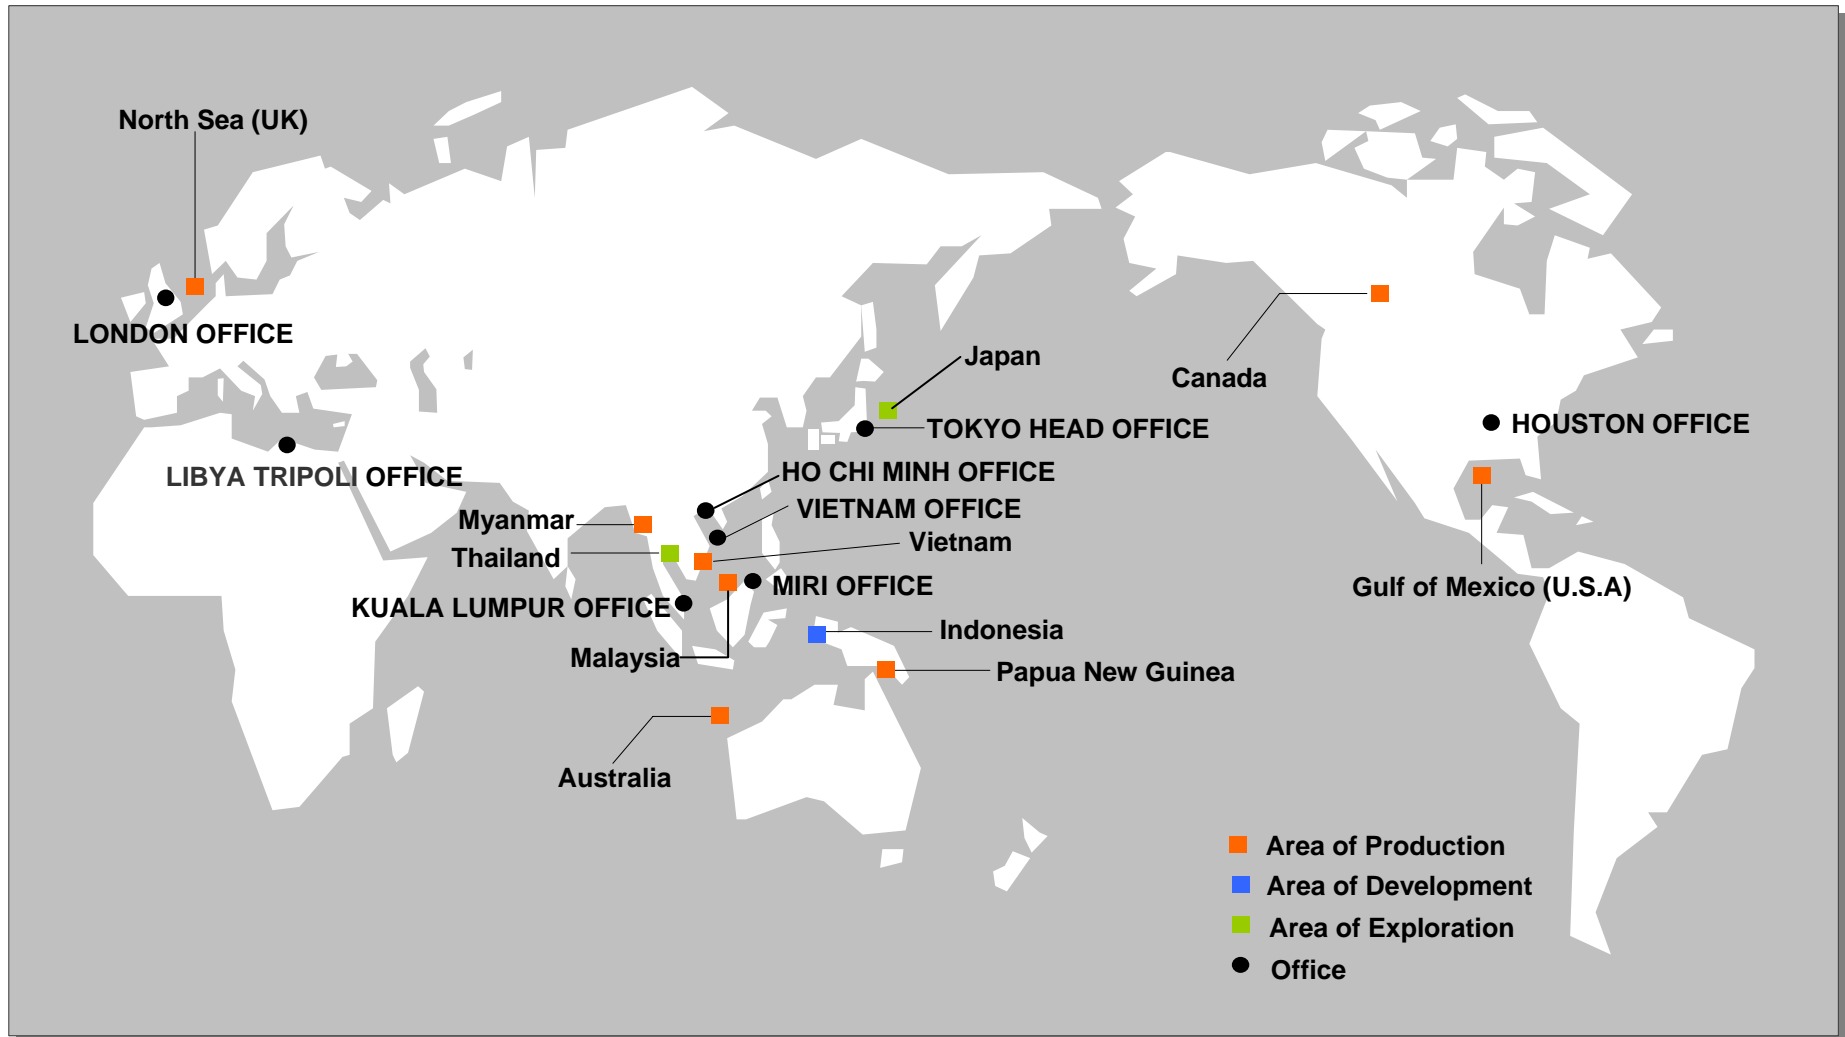 North Sea (UK)
LONDON OFFICE
Japan
Canada
TOKYO HEAD OFFICE
HOUSTON OFFICE
LIBYA TRIPOLI OFFICE
HO CHI MINH OFFICE
VIETNAM OFFICE
Myanmar
Vietnam
Thailand
MIRI OFFICE
Gulf of Mexico (U.S.A)
KUALA LUMPUR OFFICE
Indonesia
Malaysia
Papua New Guinea
Australia
Area of Production
Area of Development
Area of Exploration
Office